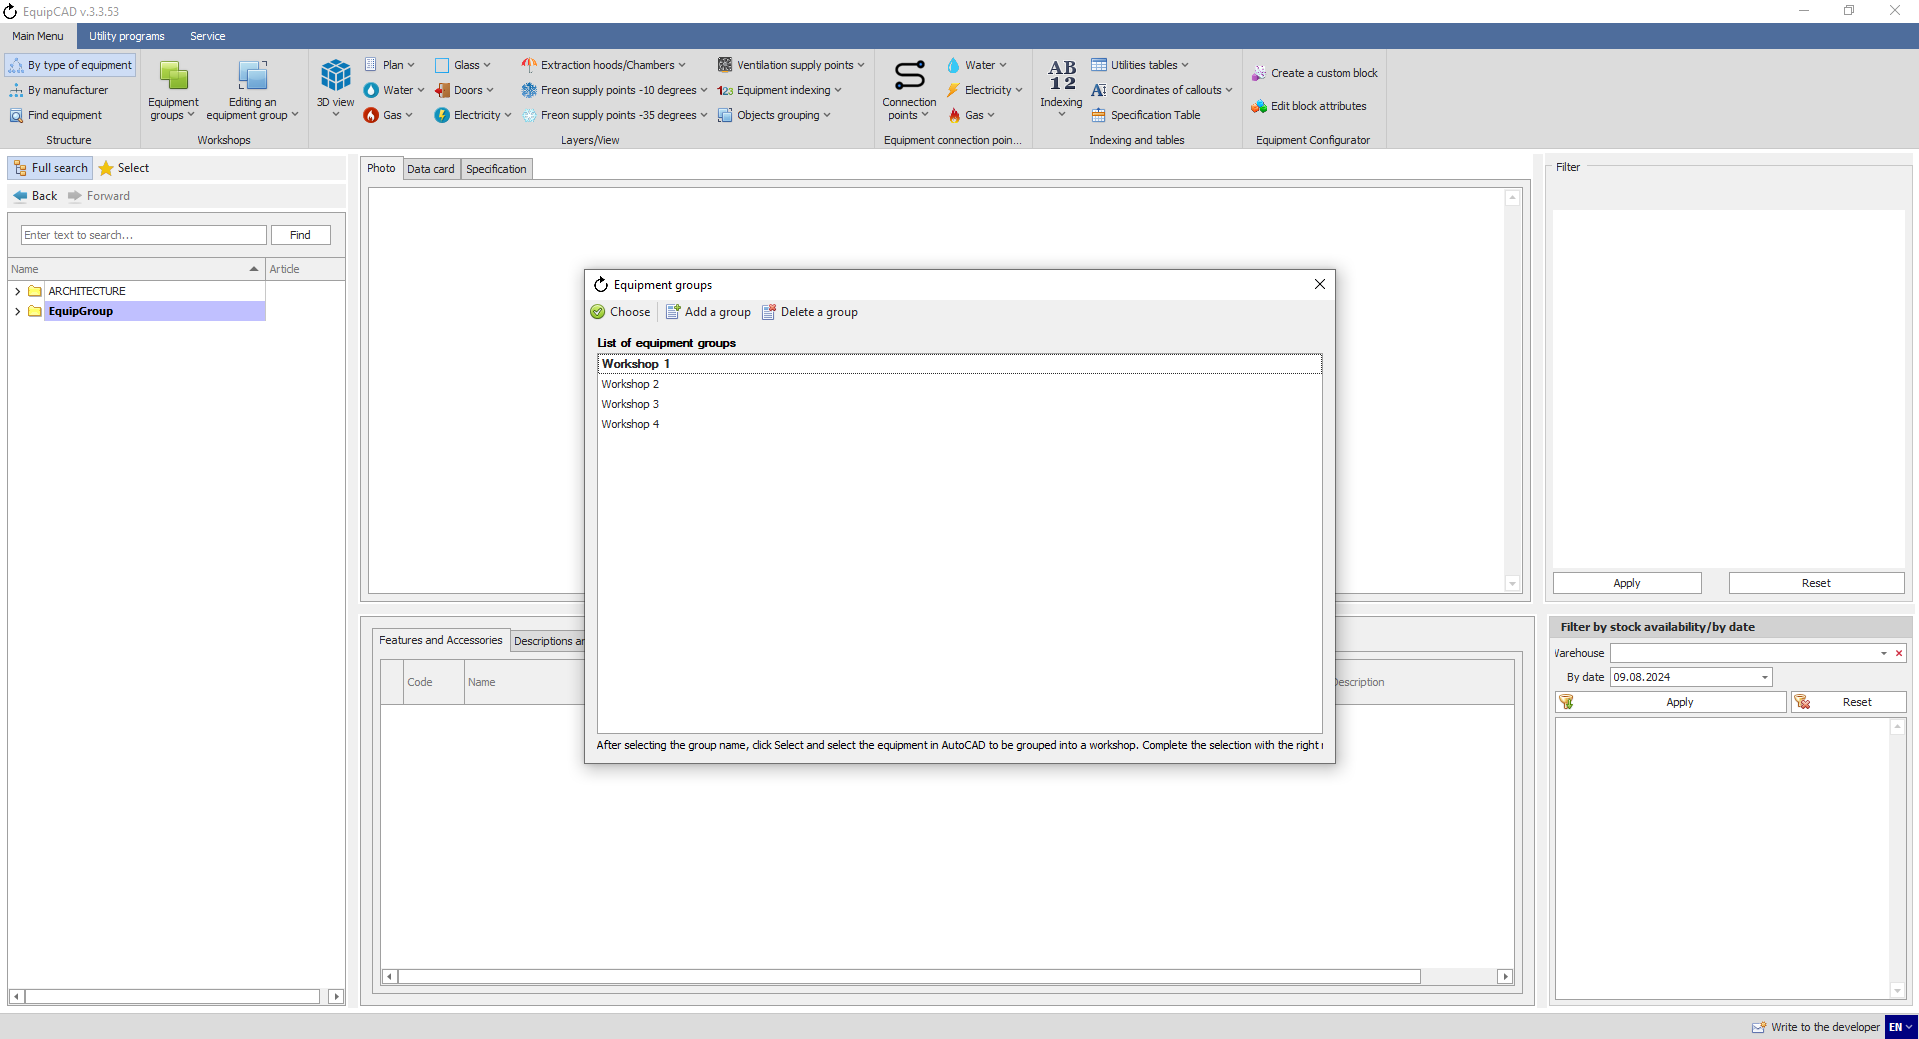 EquipCAD v.3.3.53
Main Menu Utility programs Service
By type of equipment
By manufacturer
Find equipment
Structure
Equipment groups
Editing an equipment group
Workshops
3D view
Plan
Water
Gas
Glass
Doors
Electricity
Extraction hoods/Chambers
Freon supply points -10 degrees
Freon supply points -35 degrees
Ventilation supply points
123 Equipment indexing
Objects grouping
Layers/View
Connection points
Water
Electricity
Gas
Equipment connection poin...
AB
12
Indexing
Utilities tables
Coordinates of callouts
Specification Table
Indexing and tables
Create a custom block
Edit block attributes
Equipment Configurator
Full search Select
Back Forward
Enter text to search... Find
Name Article
ARCHITECTURE
EquipGroup
Photo Data card Specification
Equipment groups
Choose Add a group Delete a group
List of equipment groups
Workshop 1
Workshop 2
Workshop 3
Workshop 4
After selecting the group name, click Select and select the equipment in AutoCAD to be grouped into a workshop. Complete the selection with the right
Features and Accessories Descriptions
Code Name Description
Filter
Apply Reset
Filter by stock availability/by date
Warehouse
By date 09.08.2024
Apply Reset
Write to the developer EN